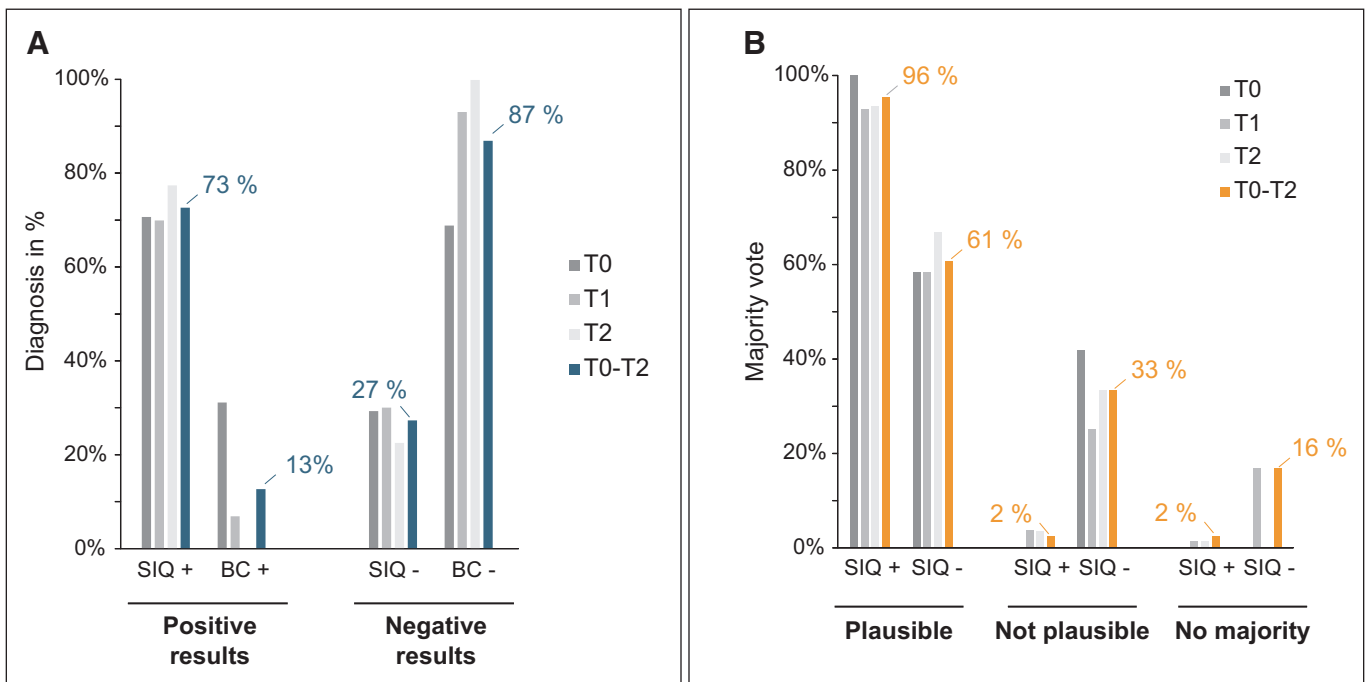 A
100%
80%
60%
40%
20%
0%
Diagnosis in %
73 %
13%
27 %
87 %
T0
T1
T2
T0-T2
SIQ + BC + SIQ - BC -
Positive results
Negative results
B
100%
80%
60%
40%
20%
0%
Majority vote
96 %
61 %
2 %
33 %
2 %
16 %
T0
T1
T2
T0-T2
SIQ + SIQ - SIQ + SIQ - SIQ + SIQ -
Plausible Not plausible No majority